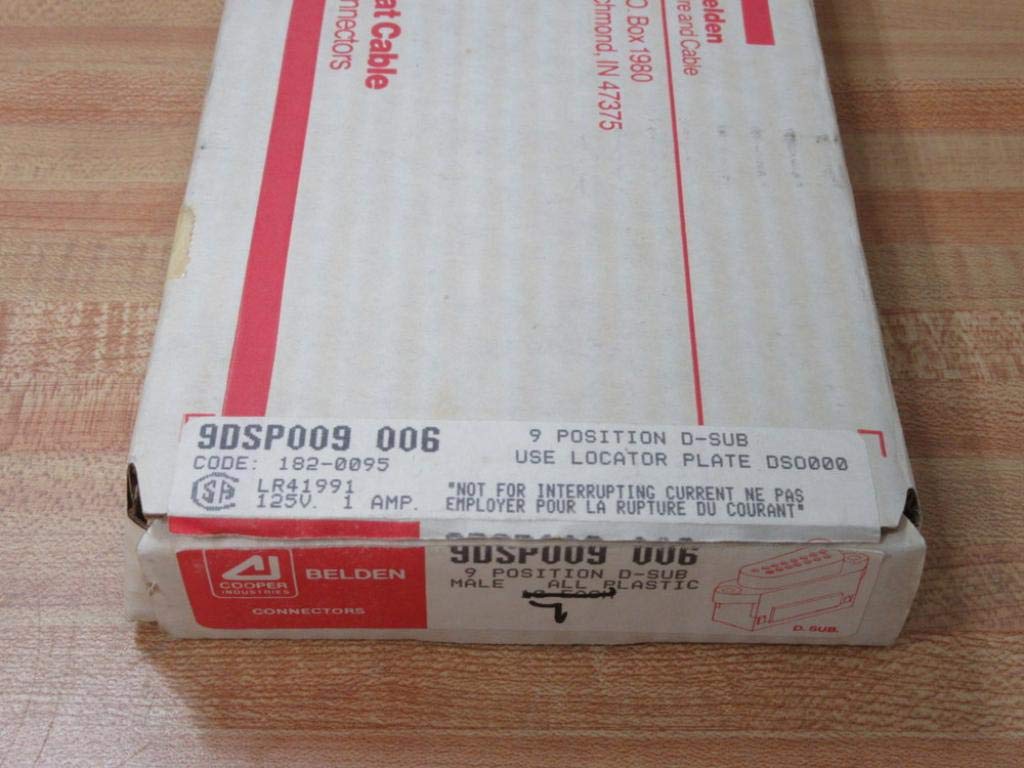 at Cable
nnectors
elden
re and Cable
O. Box 1980
chmond, IN 47375
9DSP009 006
CODE: 182-0095
LR41991
125V. 1 AMP.
9 POSITION D-SUB
USE LOCATOR PLATE DSO000
"NOT FOR INTERRUPTING CURRENT NE PAS
EMPLOYER POUR LA RUPTURE DU COURANT"
COOPER
INDUSTRIES
BELDEN
CONNECTORS
9DSP009 006
9 POSITION D-SUB
MALE ALL PLASTIC
D. SUB.